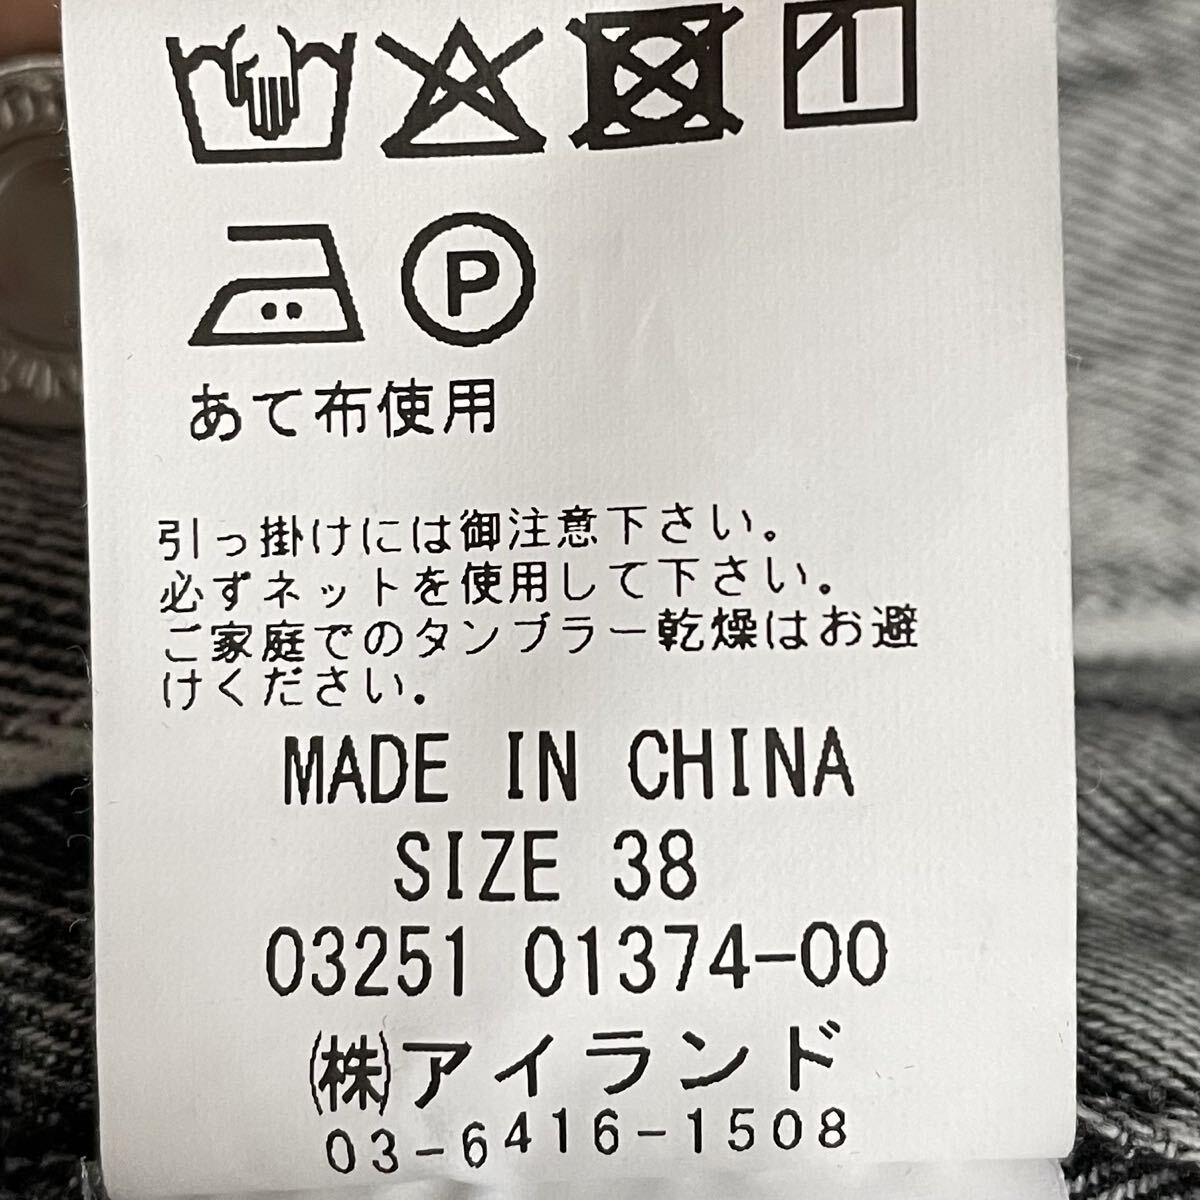 P
あて布使用
引っ掛けには御注意下さい。
必ずネットを使用して下さい。
ご家庭でのタンブラー乾燥はお避
けください。
MADE IN CHINA
SIZE 38
03251 01374-00
㈱アイランド
03-6416-1508